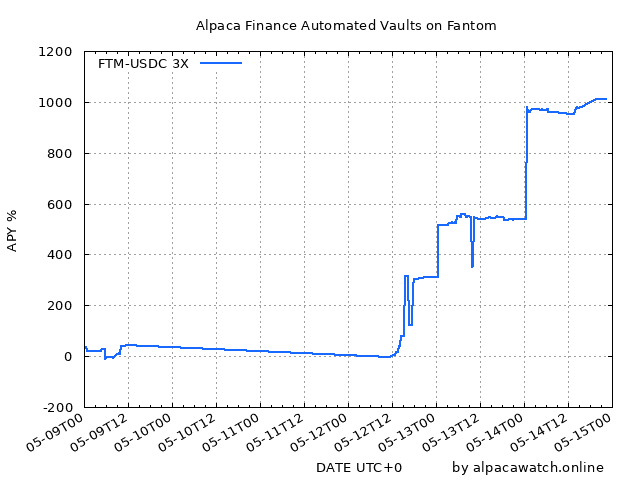 Alpaca Finance Automated Vaults on Fantom
1200
FTM-USDC 3X
1000
800
600
APY %
400
200
0
-200
05-09T00 05-09T12 05-10T00 05-10T12 05-11T00 05-11T12 05-12T00 05-12T12 05-13T00 05-13T12 05-14T00 05-14T12 05-15T00
DATE UTC+0 by alpacawatch.online